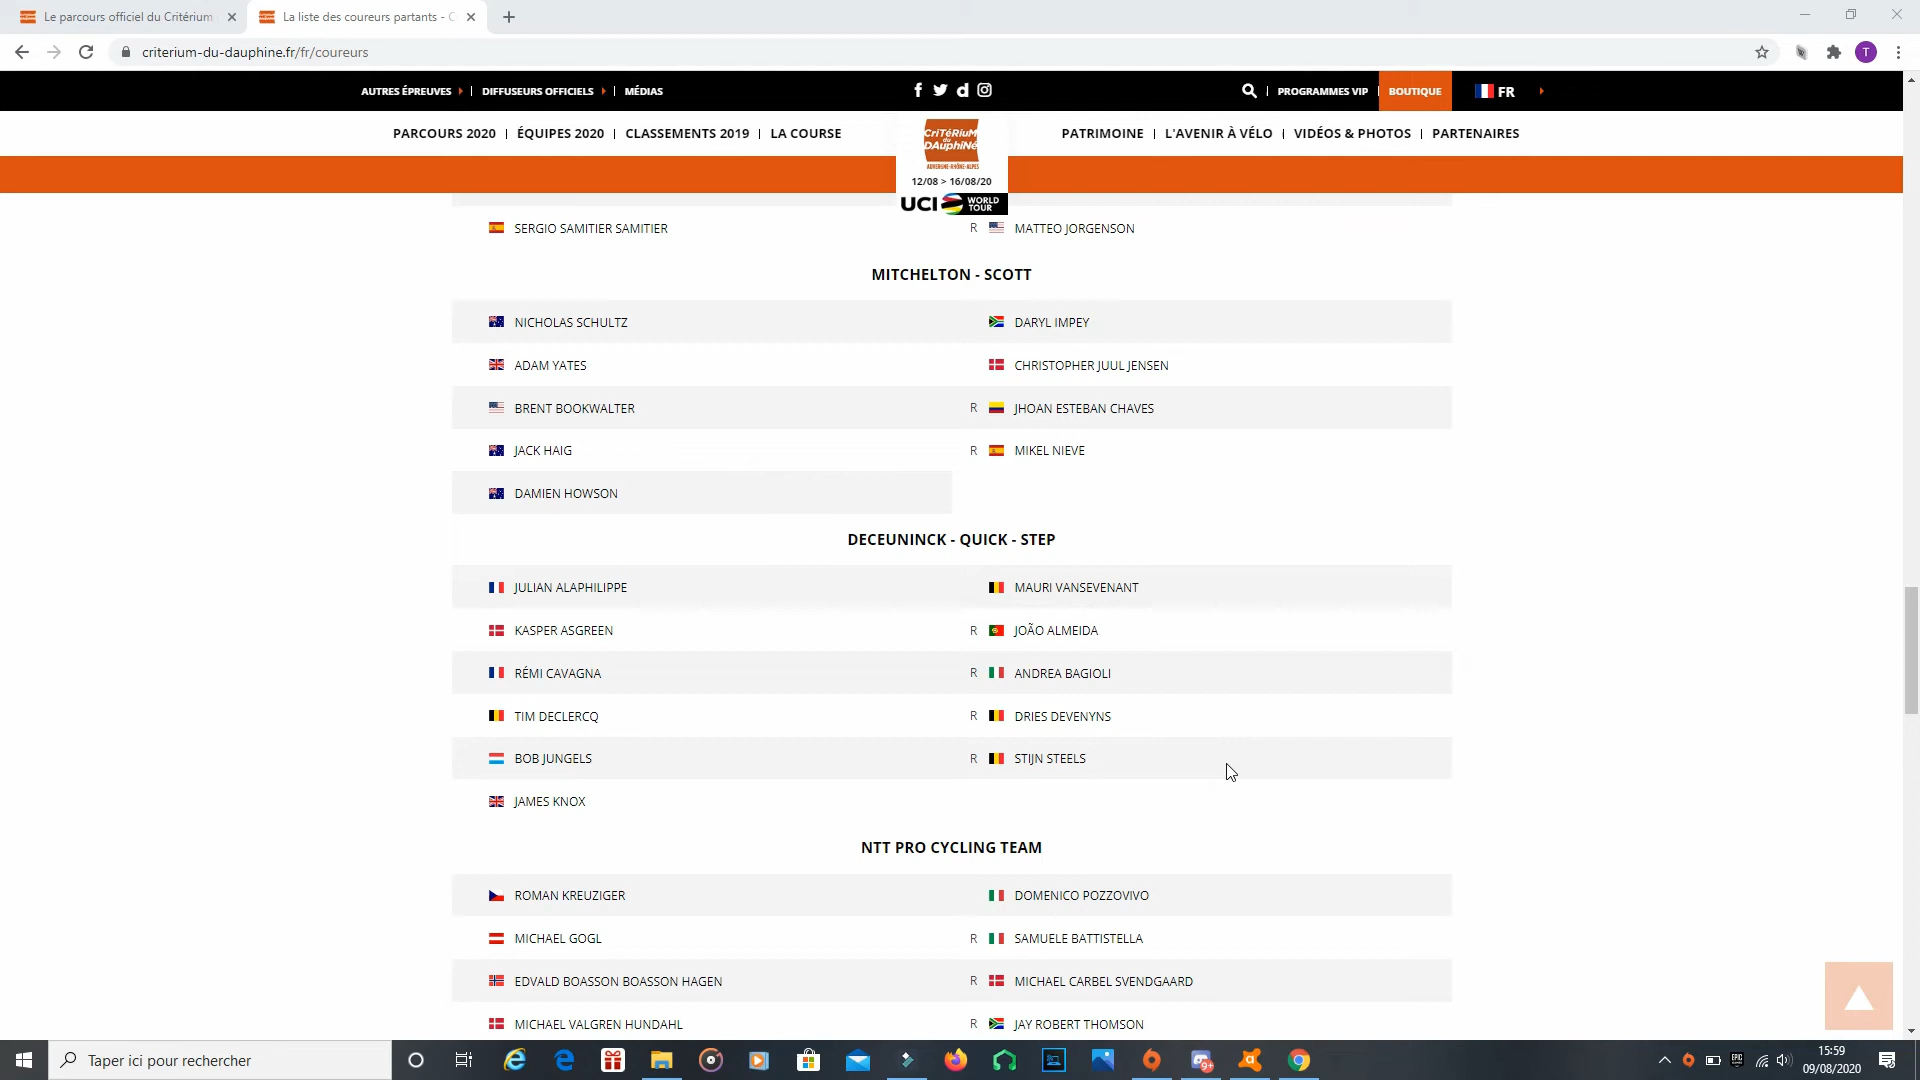 Le parcours officiel du Critérium
La liste des coureurs partants - C
criterium-du-dauphine.fr/fr/coureurs
T
AUTRES ÉPREUVES
DIFFUSEURS OFFICIELS
MÉDIAS
PROGRAMMES VIP
BOUTIQUE
FR
PARCOURS 2020
ÉQUIPES 2020
CLASSEMENTS 2019
LA COURSE
CRiTéRiuM
du
DAuphiNé
AUVERGNE-RHÔNE-ALPES
12/08 > 16/08/20
UCI WORLD TOUR
PATRIMOINE
L'AVENIR À VÉLO
VIDÉOS & PHOTOS
PARTENAIRES
SERGIO SAMITIER SAMITIER
R MATTEO JORGENSON
MITCHELTON - SCOTT
NICHOLAS SCHULTZ
DARYL IMPEY
ADAM YATES
CHRISTOPHER JUUL JENSEN
BRENT BOOKWALTER
R JHOAN ESTEBAN CHAVES
JACK HAIG
R MIKEL NIEVE
DAMIEN HOWSON
DECEUNINCK - QUICK - STEP
JULIAN ALAPHILIPPE
MAURI VANSEVENANT
KASPER ASGREEN
R JOÃO ALMEIDA
RÉMI CAVAGNA
R ANDREA BAGIOLI
TIM DECLERCQ
R DRIES DEVENYNS
BOB JUNGELS
R STIJN STEELS
JAMES KNOX
NTT PRO CYCLING TEAM
ROMAN KREUZIGER
DOMENICO POZZOVIVO
MICHAEL GOGL
R SAMUELE BATTISTELLA
EDVALD BOASSON BOASSON HAGEN
R MICHAEL CARBEL SVENDGAARD
MICHAEL VALGREN HUNDAHL
R JAY ROBERT THOMSON
Taper ici pour rechercher
9+
EPIC
15:59
09/08/2020